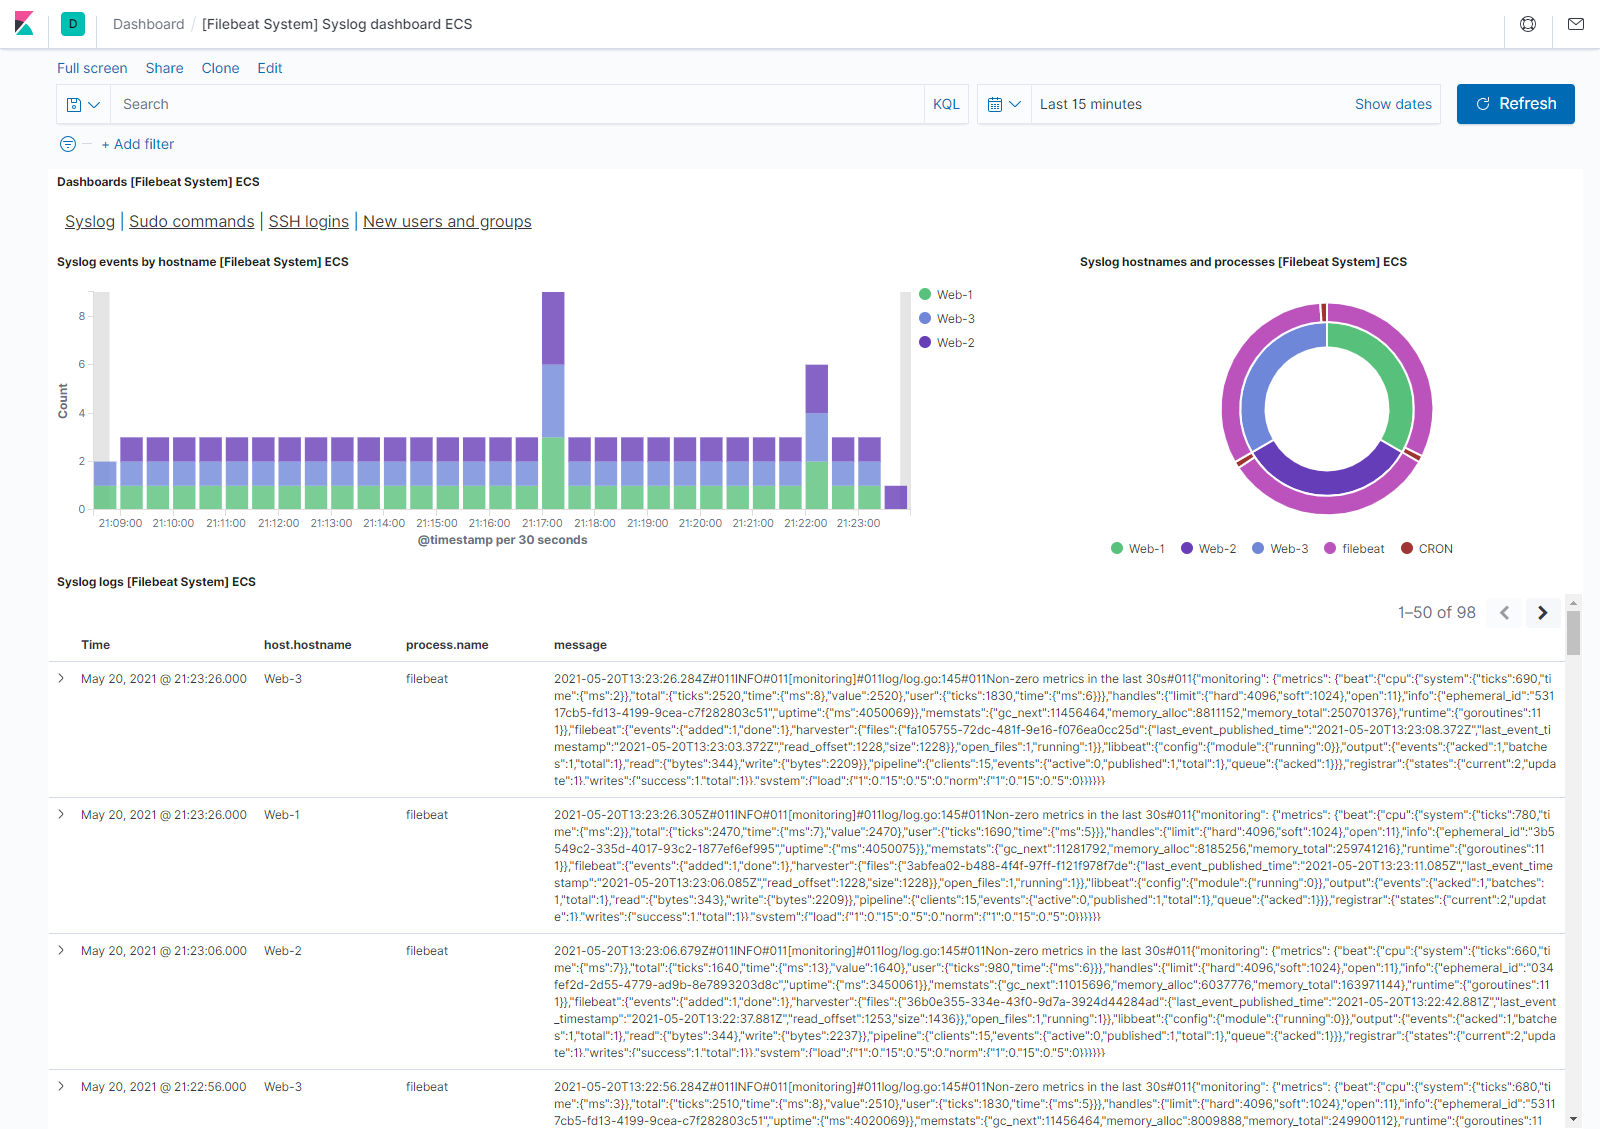 D
Dashboard / [Filebeat System] Syslog dashboard ECS
Full screen Share Clone Edit
Search KQL Last 15 minutes Show dates Refresh
+ Add filter
Dashboards [Filebeat System] ECS
Syslog | Sudo commands | SSH logins | New users and groups
Syslog events by hostname [Filebeat System] ECS
Count
8
6
4
2
0
21:09:00 21:10:00 21:11:00 21:12:00 21:13:00 21:14:00 21:15:00 21:16:00 21:17:00 21:18:00 21:19:00 21:20:00 21:21:00 21:22:00 21:23:00
@timestamp per 30 seconds
Web-1
Web-3
Web-2
Syslog hostnames and processes [Filebeat System] ECS
Web-1 Web-2 Web-3 filebeat CRON
Syslog logs [Filebeat System] ECS
1–50 of 98
Time host.hostname process.name message
May 20, 2021 @ 21:23:26.000 Web-3 filebeat 2021-05-20T13:23:26.284Z#011INFO#011[monitoring]#011log/log.go:145#011Non-zero metrics in the last 30s#011{"monitoring": {"metrics": {"beat":{"cpu":{"system":{"ticks":690,"ti
me":{"ms":2}},"total":{"ticks":2520,"time":{"ms":8},"value":2520},"user":{"ticks":1830,"time":{"ms":6}}},"handles":{"limit":{"hard":4096,"soft":1024},"open":11},"info":{"ephemeral_id":"531
17cb5-fd13-4199-9cea-c7f282803c51","uptime":{"ms":4050069}},"memstats":{"gc_next":11456464,"memory_alloc":8811152,"memory_total":250701376},"runtime":{"goroutines":11
1}},"filebeat":{"events":{"added":1,"done":1},"harvester":{"files":{"fa105755-72dc-481f-9e16-f076ea0cc25d":{"last_event_published_time":"2021-05-20T13:23:08.372Z","last_event_ti
mestamp":"2021-05-20T13:23:03.372Z","read_offset":1228,"size":1228}},"open_files":1,"running":1}},"libbeat":{"config":{"module":{"running":0}},"output":{"events":{"acked":1,"batche
s":1,"total":1},"read":{"bytes":344},"write":{"bytes":2209}},"pipeline":{"clients":15,"events":{"active":0,"published":1,"total":1},"queue":{"acked":1}}},"registrar":{"states":{"current":2,"upda
te":1},"writes":{"success":1,"total":1}},"system":{"load":{"1":0,"15":0,"5":0,"norm":{"1":0,"15":0,"5":0}}}}}}
May 20, 2021 @ 21:23:26.000 Web-1 filebeat 2021-05-20T13:23:26.305Z#011INFO#011[monitoring]#011log/log.go:145#011Non-zero metrics in the last 30s#011{"monitoring": {"metrics": {"beat":{"cpu":{"system":{"ticks":780,"ti
me":{"ms":2}},"total":{"ticks":2470,"time":{"ms":7},"value":2470},"user":{"ticks":1690,"time":{"ms":5}}},"handles":{"limit":{"hard":4096,"soft":1024},"open":11},"info":{"ephemeral_id":"3b5
549c2-335d-4017-93c2-1877ef6ef995","uptime":{"ms":4050075}},"memstats":{"gc_next":11281792,"memory_alloc":8185256,"memory_total":259741216},"runtime":{"goroutines":11
1}},"filebeat":{"events":{"added":1,"done":1},"harvester":{"files":{"3abfea02-b488-4f4f-97ff-f121f978f7de":{"last_event_published_time":"2021-05-20T13:23:11.085Z","last_event_time
stamp":"2021-05-20T13:23:06.085Z","read_offset":1228,"size":1228}},"open_files":1,"running":1}},"libbeat":{"config":{"module":{"running":0}},"output":{"events":{"acked":1,"batches":
1,"total":1},"read":{"bytes":343},"write":{"bytes":2209}},"pipeline":{"clients":15,"events":{"active":0,"published":1,"total":1},"queue":{"acked":1}}},"registrar":{"states":{"current":2,"updat
e":1},"writes":{"success":1,"total":1}},"system":{"load":{"1":0,"15":0,"5":0,"norm":{"1":0,"15":0,"5":0}}}}}}
May 20, 2021 @ 21:23:06.000 Web-2 filebeat 2021-05-20T13:23:06.679Z#011INFO#011[monitoring]#011log/log.go:145#011Non-zero metrics in the last 30s#011{"monitoring": {"metrics": {"beat":{"cpu":{"system":{"ticks":660,"ti
me":{"ms":7}},"total":{"ticks":1640,"time":{"ms":13},"value":1640},"user":{"ticks":980,"time":{"ms":6}}},"handles":{"limit":{"hard":4096,"soft":1024},"open":11},"info":{"ephemeral_id":"034
fef2d-2d55-4779-ad9b-8e7893203d8c","uptime":{"ms":3450061}},"memstats":{"gc_next":11015696,"memory_alloc":6037776,"memory_total":163971144},"runtime":{"goroutines":11
1}},"filebeat":{"events":{"added":1,"done":1},"harvester":{"files":{"36b0e355-334e-43f0-9d7a-3924d44284ad":{"last_event_published_time":"2021-05-20T13:22:42.881Z","last_event
_timestamp":"2021-05-20T13:22:37.881Z","read_offset":1253,"size":1436}},"open_files":1,"running":1}},"libbeat":{"config":{"module":{"running":0}},"output":{"events":{"acked":1,"batche
s":1,"total":1},"read":{"bytes":344},"write":{"bytes":2237}},"pipeline":{"clients":15,"events":{"active":0,"published":1,"total":1},"queue":{"acked":1}}},"registrar":{"states":{"current":2,"upda
te":1},"writes":{"success":1,"total":1}},"system":{"load":{"1":0,"15":0,"5":0,"norm":{"1":0,"15":0,"5":0}}}}}}
May 20, 2021 @ 21:22:56.000 Web-3 filebeat 2021-05-20T13:22:56.284Z#011INFO#011[monitoring]#011log/log.go:145#011Non-zero metrics in the last 30s#011{"monitoring": {"metrics": {"beat":{"cpu":{"system":{"ticks":680,"ti
me":{"ms":3}},"total":{"ticks":2510,"time":{"ms":8},"value":2510},"user":{"ticks":1830,"time":{"ms":5}}},"handles":{"limit":{"hard":4096,"soft":1024},"open":11},"info":{"ephemeral_id":"5311
7cb5-fd13-4199-9cea-c7f282803c51","uptime":{"ms":4020069}},"memstats":{"gc_next":11456464,"memory_alloc":8009888,"memory_total":249900112},"runtime":{"goroutines":11